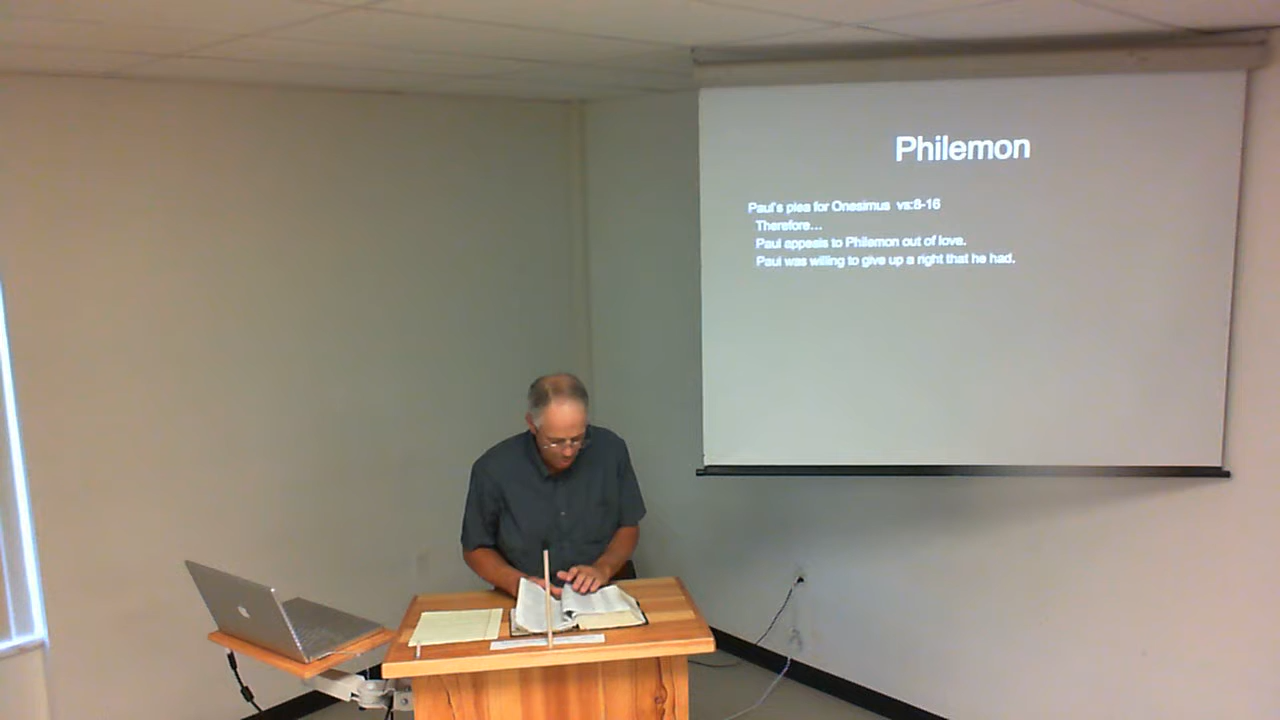 Philemon
Paul's plea for Onesimus vs:8-16
Therefore...
Paul appeals to Philemon out of love.
Paul was willing to give up a right that he had.